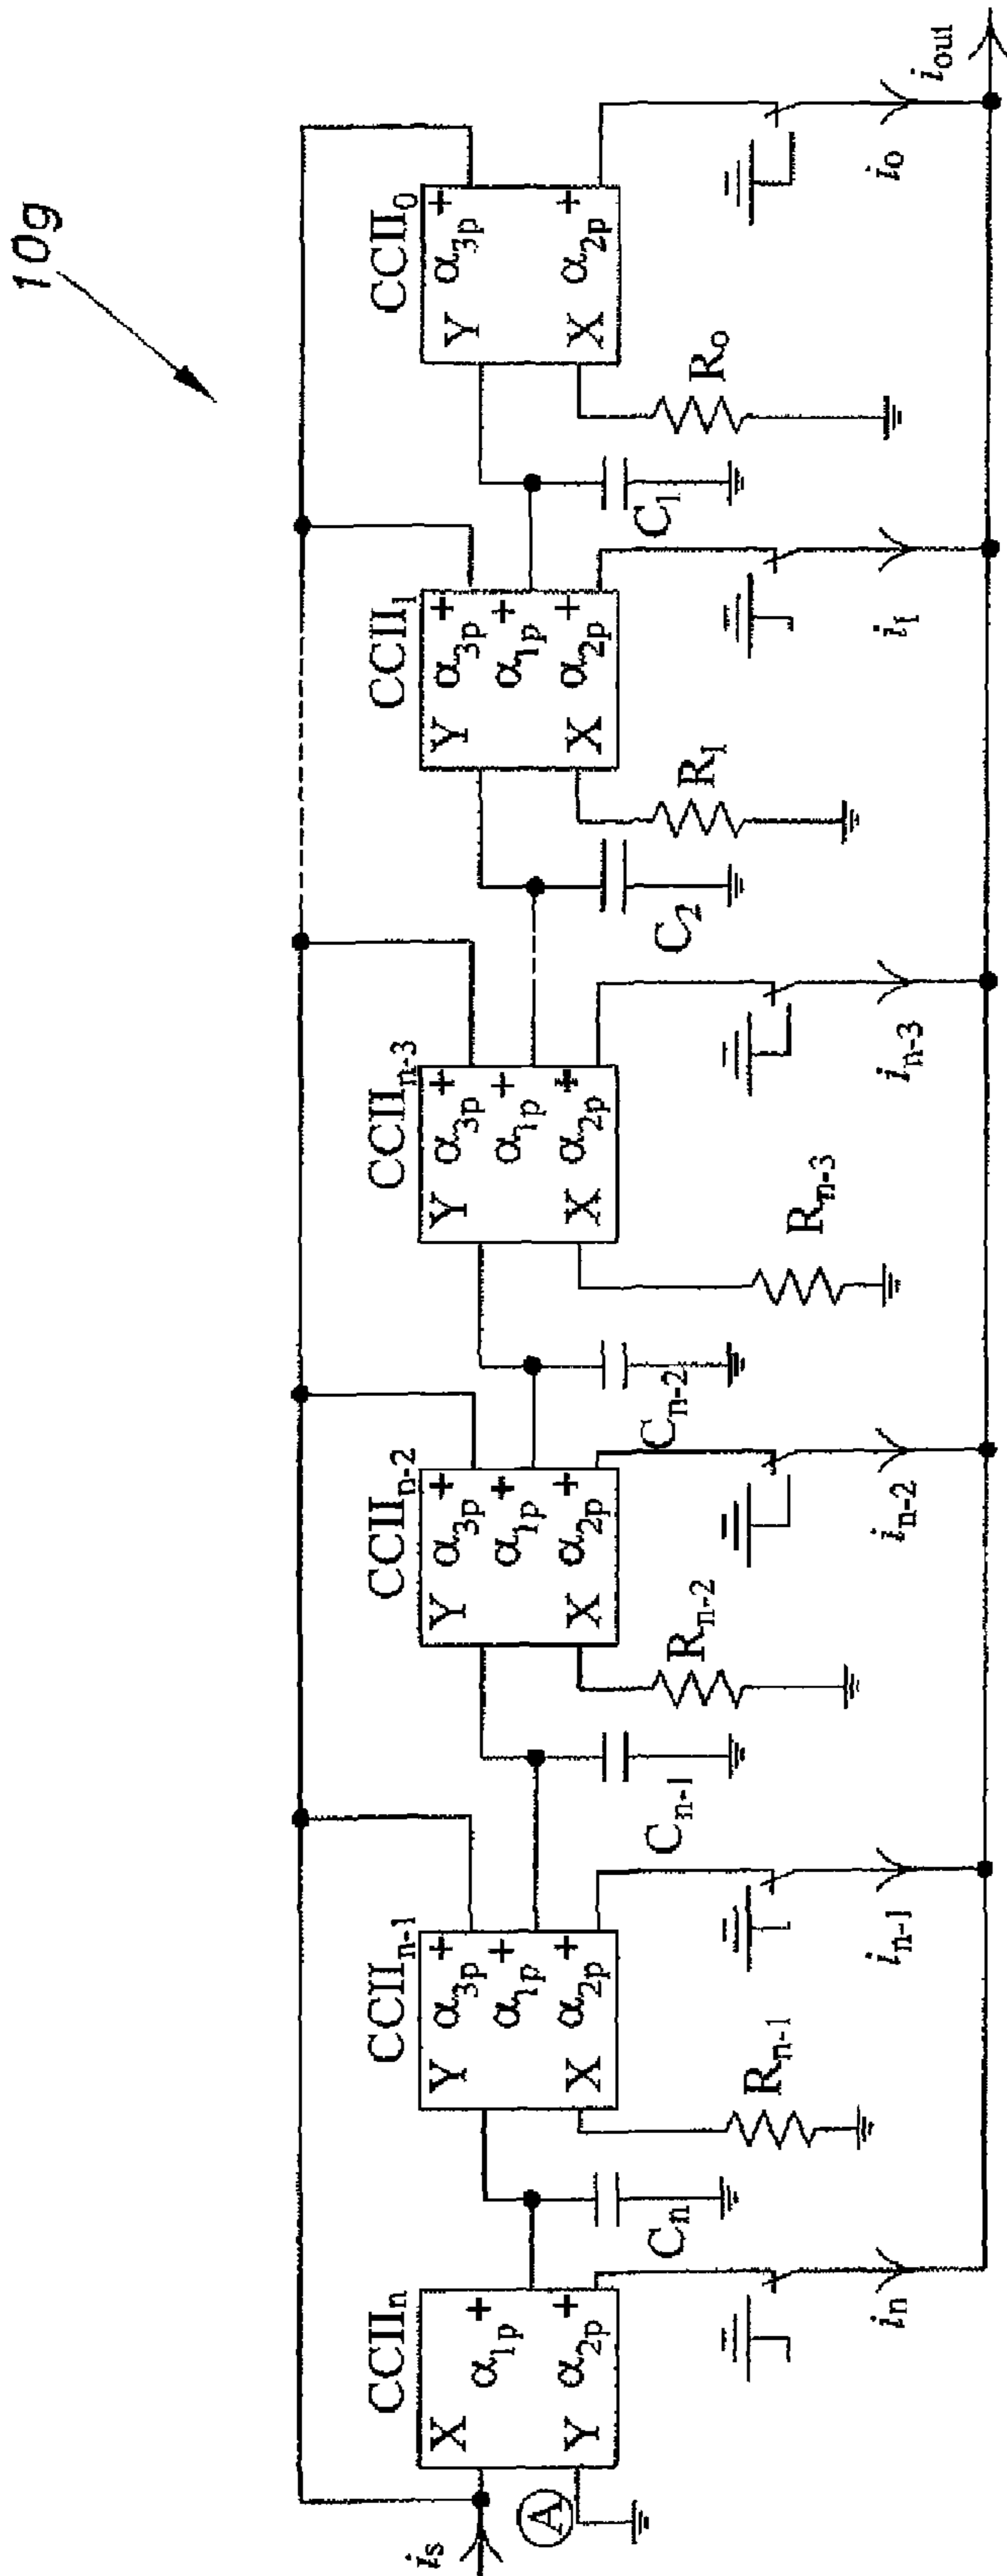 10g
CCII₀
Y α₃ₚ +
X α₂ₚ +
R₀
i₀
iout
C₁
CCII₁
Y α₃ₚ +
α₁ₚ +
X α₂ₚ +
R₁
i₁
C₂
CCIIn-3
Y α₃ₚ +
α₁ₚ +
X α₂ₚ +
Rn-3
in-3
Cn-2
CCIIn-2
Y α₃ₚ +
α₁ₚ +
X α₂ₚ +
Rn-2
in-2
Cn-1
CCIIn-1
Y α₃ₚ +
α₁ₚ +
X α₂ₚ +
Rn-1
in-1
Cn
CCIIn
X α₁ₚ +
Y α₂ₚ +
in
is
A